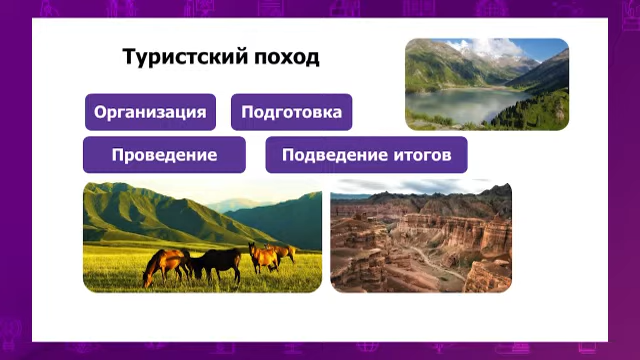 Туристский поход
Организация
Подготовка
Проведение
Подведение итогов